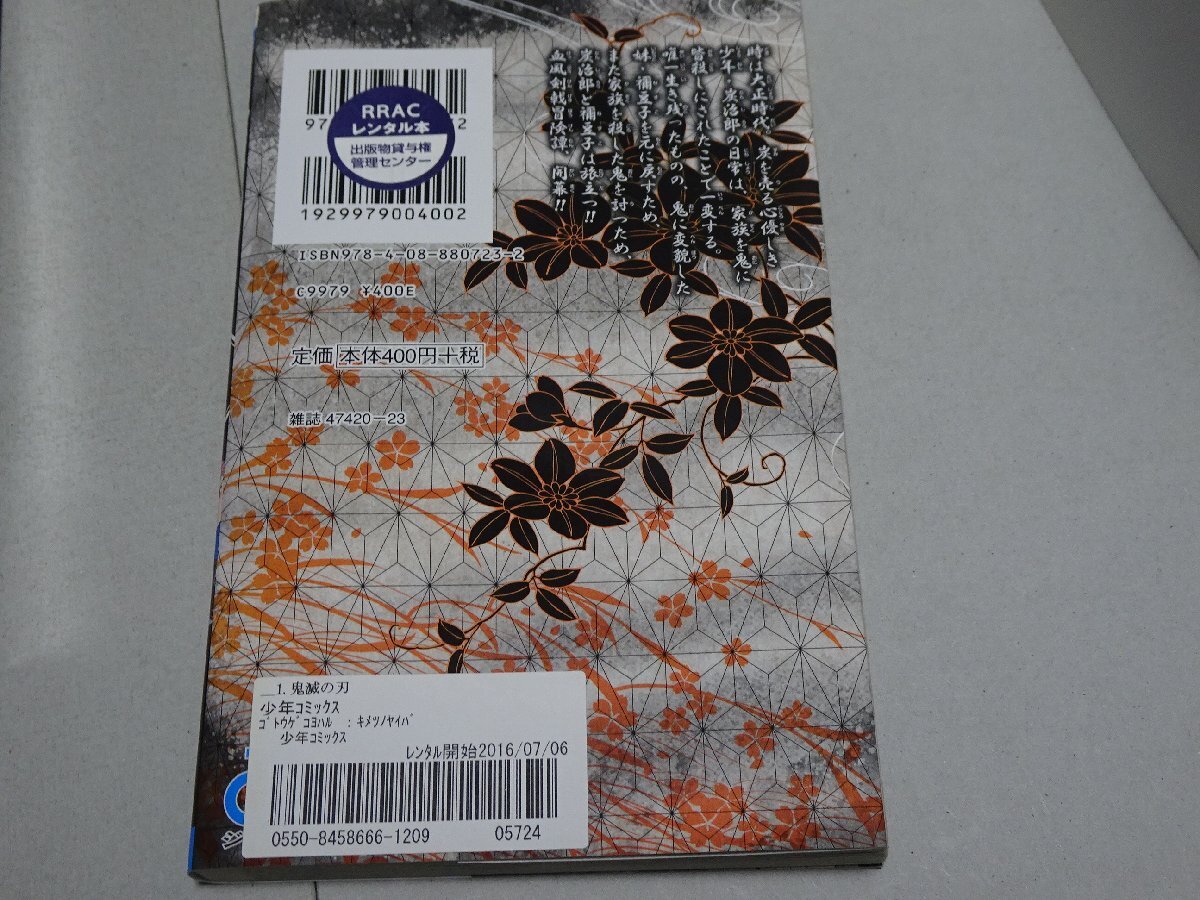 時は大正時代。炭を売る心優しき
少年・炭治郎の日常は、家族を鬼に
皆殺しにされたことで一変する。
唯一生き残ったものの、鬼に変貌した
妹・禰豆子を元に戻すため、
また家族を殺した鬼を討つため、
炭治郎と禰豆子は旅立つ!!
血風剣戟冒険譚、開幕!!
RRAC
レンタル本
出版物貸与権
管理センター
1929979004002
ISBN978-4-08-880723-2
C9979 ¥400E
定価 本体400円+税
雑誌 47420-23
__1.鬼滅の刃
少年コミックス
ゴトウゲコヨハル :キメツノヤイバ
少年コミックス
レンタル開始2016/07/06
0550-8458666-1209 05724